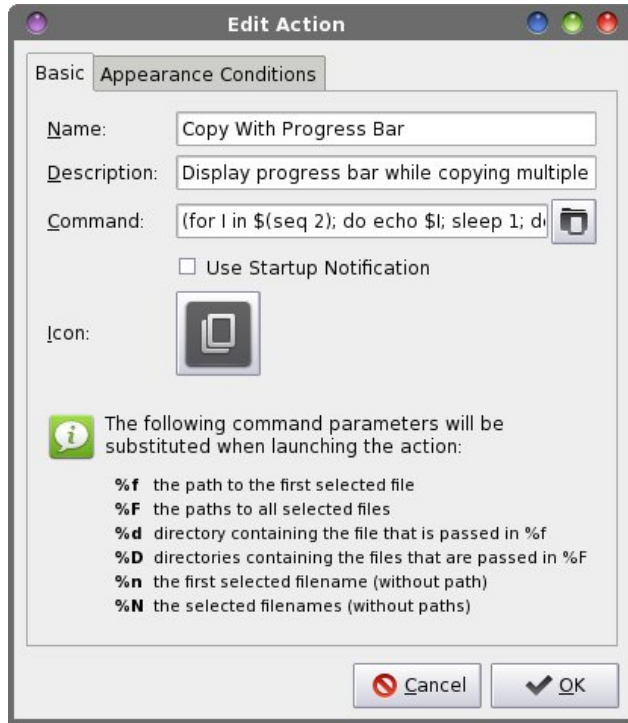 Edit Action
Basic Appearance Conditions
Name: Copy With Progress Bar
Description: Display progress bar while copying multiple
Command: (for I in $(seq 2); do echo $I; sleep 1; d
Use Startup Notification
Icon:
The following command parameters will be
substituted when launching the action:
%f the path to the first selected file
%F the paths to all selected files
%d directory containing the file that is passed in %f
%D directories containing the files that are passed in %F
%n the first selected filename (without path)
%N the selected filenames (without paths)
Cancel OK